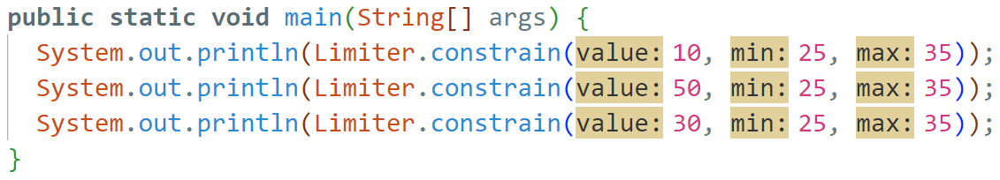 public static void main(String[] args) {
System.out.println(Limiter.constrain(value: 10, min: 25, max: 35));
System.out.println(Limiter.constrain(value: 50, min: 25, max: 35));
System.out.println(Limiter.constrain(value: 30, min: 25, max: 35));
}